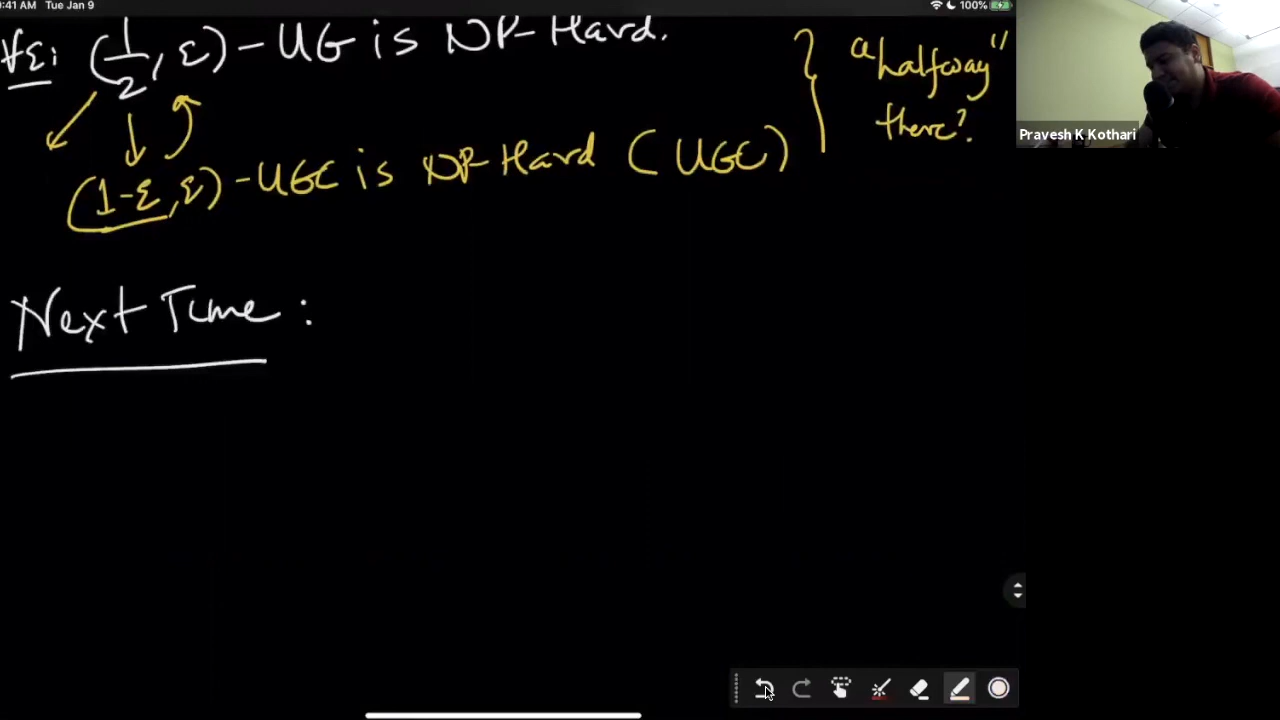 :41 AM Tue Jan 9
100%
∀ε: (1/2, ε) - UG is NP-Hard.
"halfway"
there?
(1-ε, ε) - UGC is NP-Hard (UGC)
Pravesh K Kothari
Next Time: